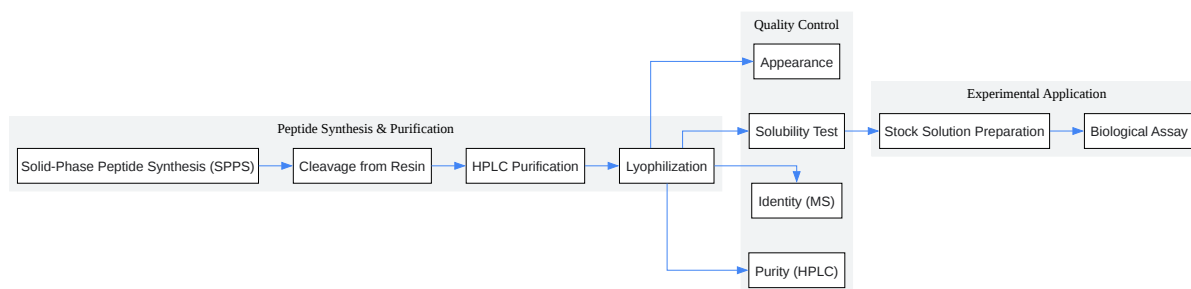 Quality Control
Appearance
Experimental Application
Peptide Synthesis & Purification
Solubility Test
Stock Solution Preparation
Biological Assay
Solid-Phase Peptide Synthesis (SPPS)
Cleavage from Resin
HPLC Purification
Lyophilization
Identity (MS)
Purity (HPLC)